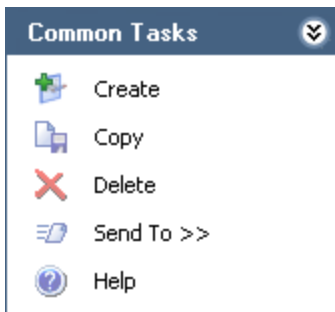 Common Tasks
Create
Copy
Delete
Send To >>
Help